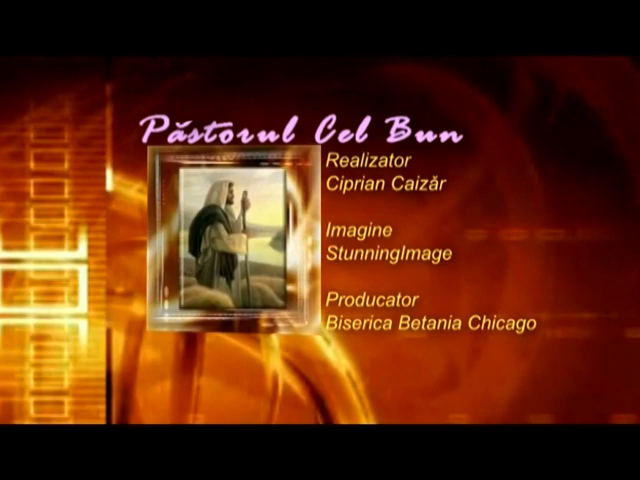 Păstorul Cel Bun
Realizator
Ciprian Caizăr
Imagine
StunningImage
Producator
Biserica Betania Chicago